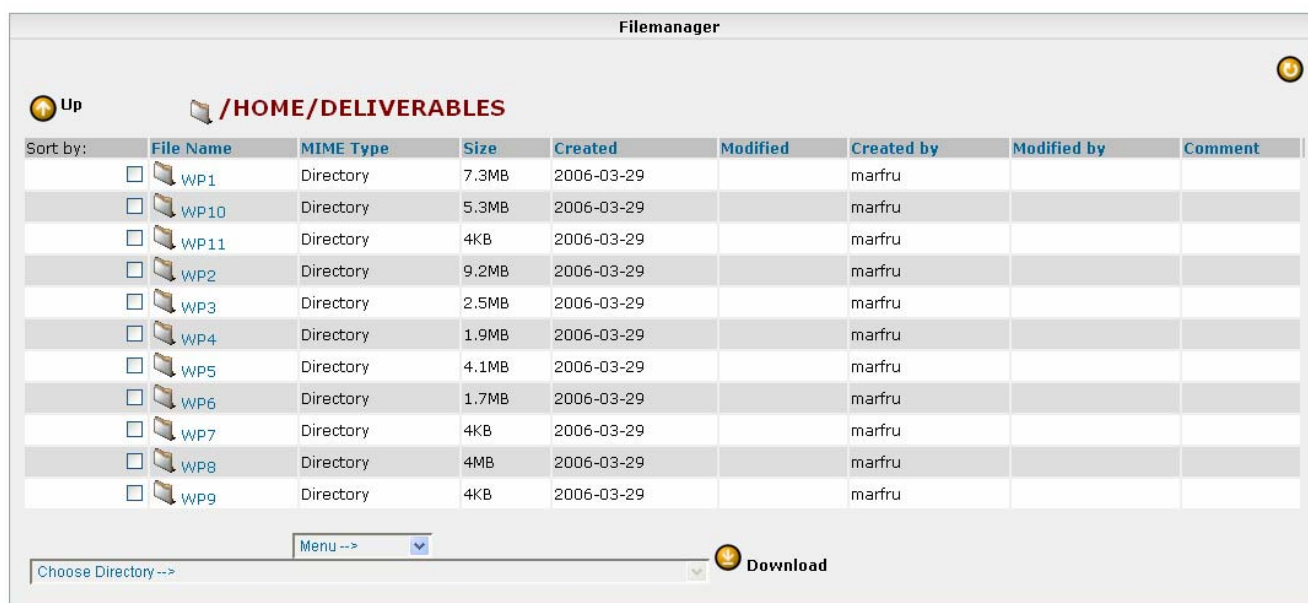 Filemanager
Up /HOME/DELIVERABLES
Sort by: File Name MIME Type Size Created Modified Created by Modified by Comment
WP1 Directory 7.3MB 2006-03-29 marfru
WP10 Directory 5.3MB 2006-03-29 marfru
WP11 Directory 4KB 2006-03-29 marfru
WP2 Directory 9.2MB 2006-03-29 marfru
WP3 Directory 2.5MB 2006-03-29 marfru
WP4 Directory 1.9MB 2006-03-29 marfru
WP5 Directory 4.1MB 2006-03-29 marfru
WP6 Directory 1.7MB 2006-03-29 marfru
WP7 Directory 4KB 2006-03-29 marfru
WP8 Directory 4MB 2006-03-29 marfru
WP9 Directory 4KB 2006-03-29 marfru
Menu -->
Choose Directory --> Download